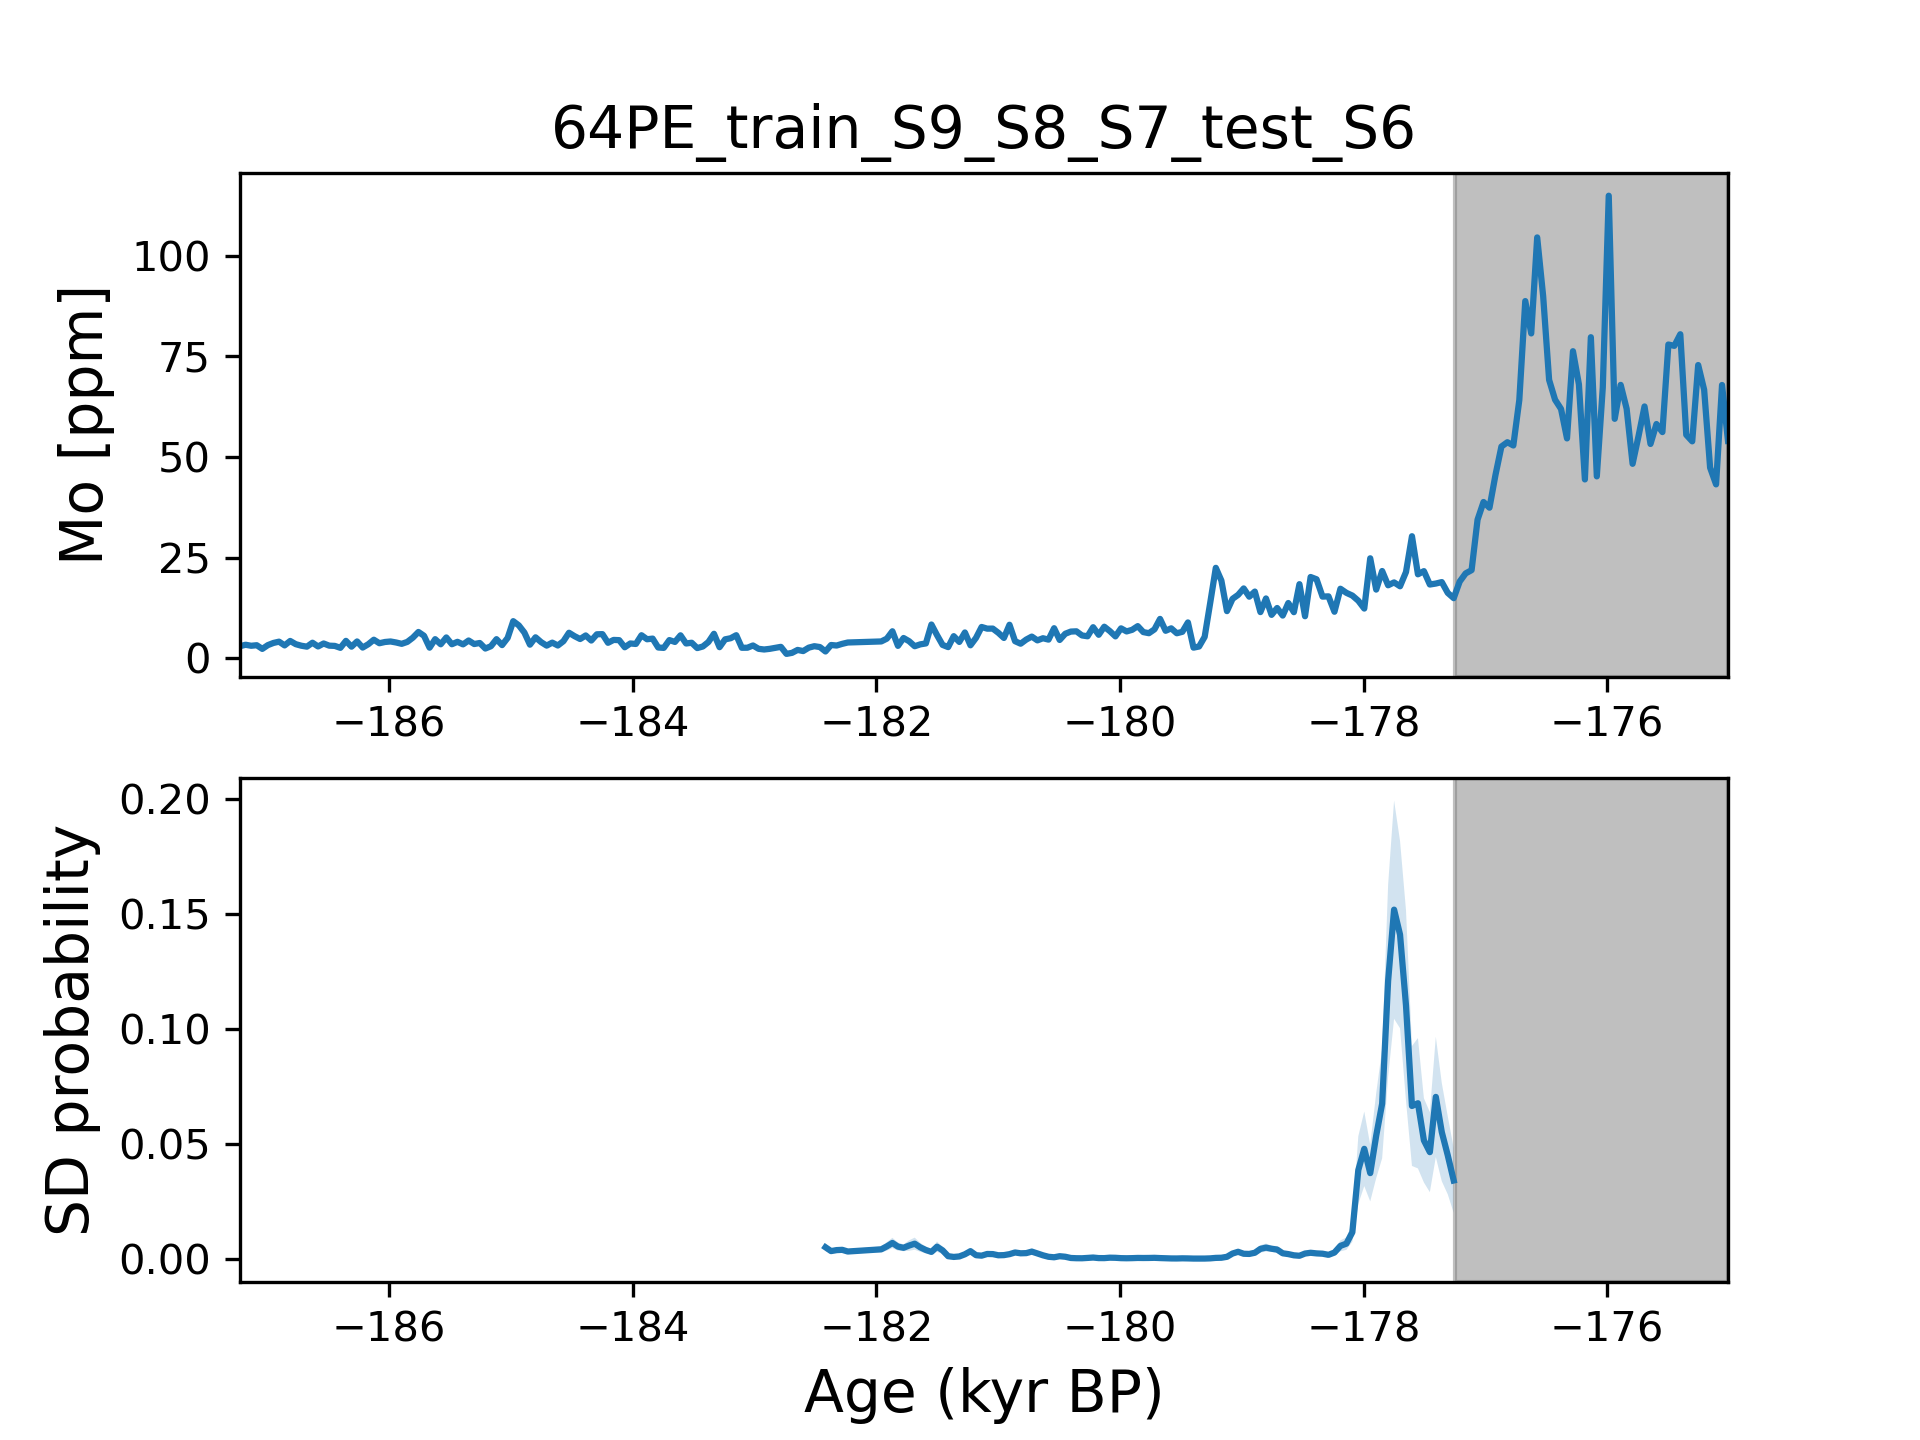 64PE_train_S9_S8_S7_test_S6
Mo [ppm]
100
75
50
25
0
−186 −184 −182 −180 −178 −176
SD probability
0.20
0.15
0.10
0.05
0.00
−186 −184 −182 −180 −178 −176
Age (kyr BP)